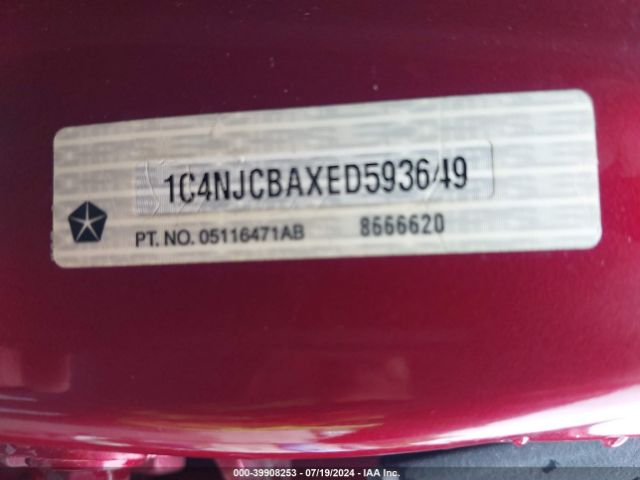 1C4NJCBAXED593649
PT. NO. 05116471AB 8666620
000-39908253 - 07/19/2024 - IAA Inc.